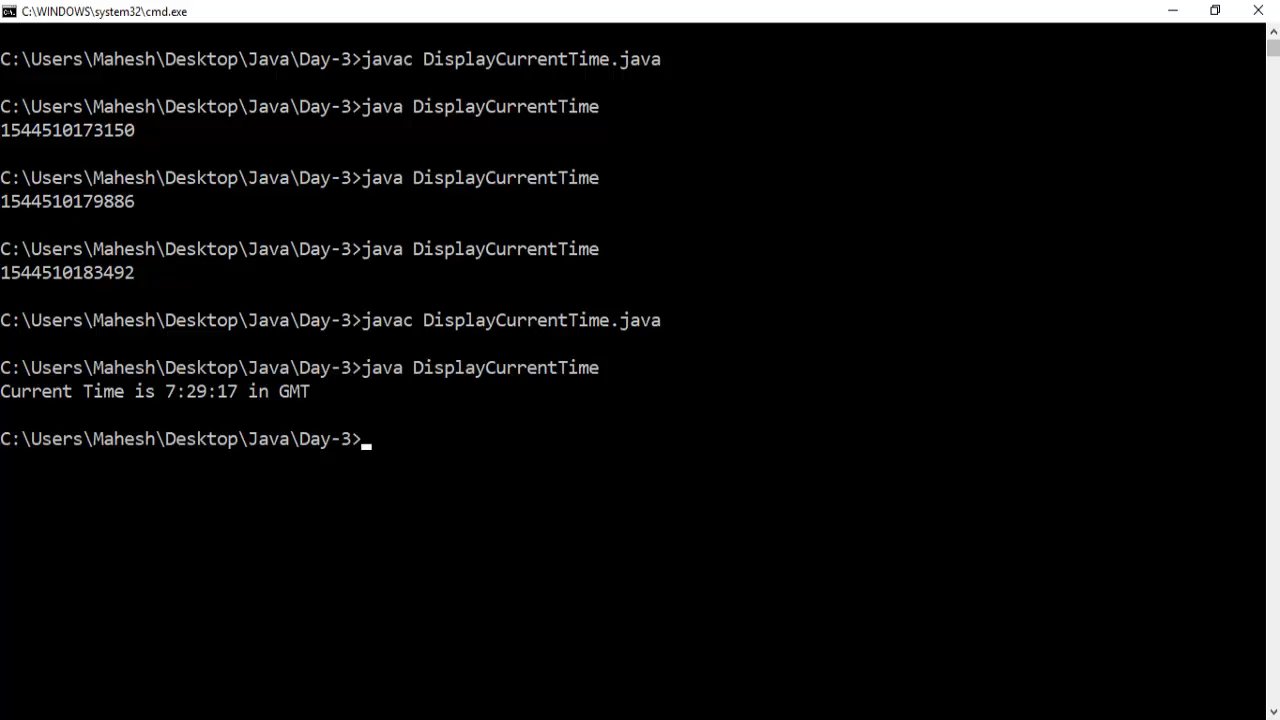 C:\WINDOWS\system32\cmd.exe
C:\Users\Mahesh\Desktop\Java\Day-3>javac DisplayCurrentTime.java
C:\Users\Mahesh\Desktop\Java\Day-3>java DisplayCurrentTime
1544510173150
C:\Users\Mahesh\Desktop\Java\Day-3>java DisplayCurrentTime
1544510179886
C:\Users\Mahesh\Desktop\Java\Day-3>java DisplayCurrentTime
1544510183492
C:\Users\Mahesh\Desktop\Java\Day-3>javac DisplayCurrentTime.java
C:\Users\Mahesh\Desktop\Java\Day-3>java DisplayCurrentTime
Current Time is 7:29:17 in GMT
C:\Users\Mahesh\Desktop\Java\Day-3>